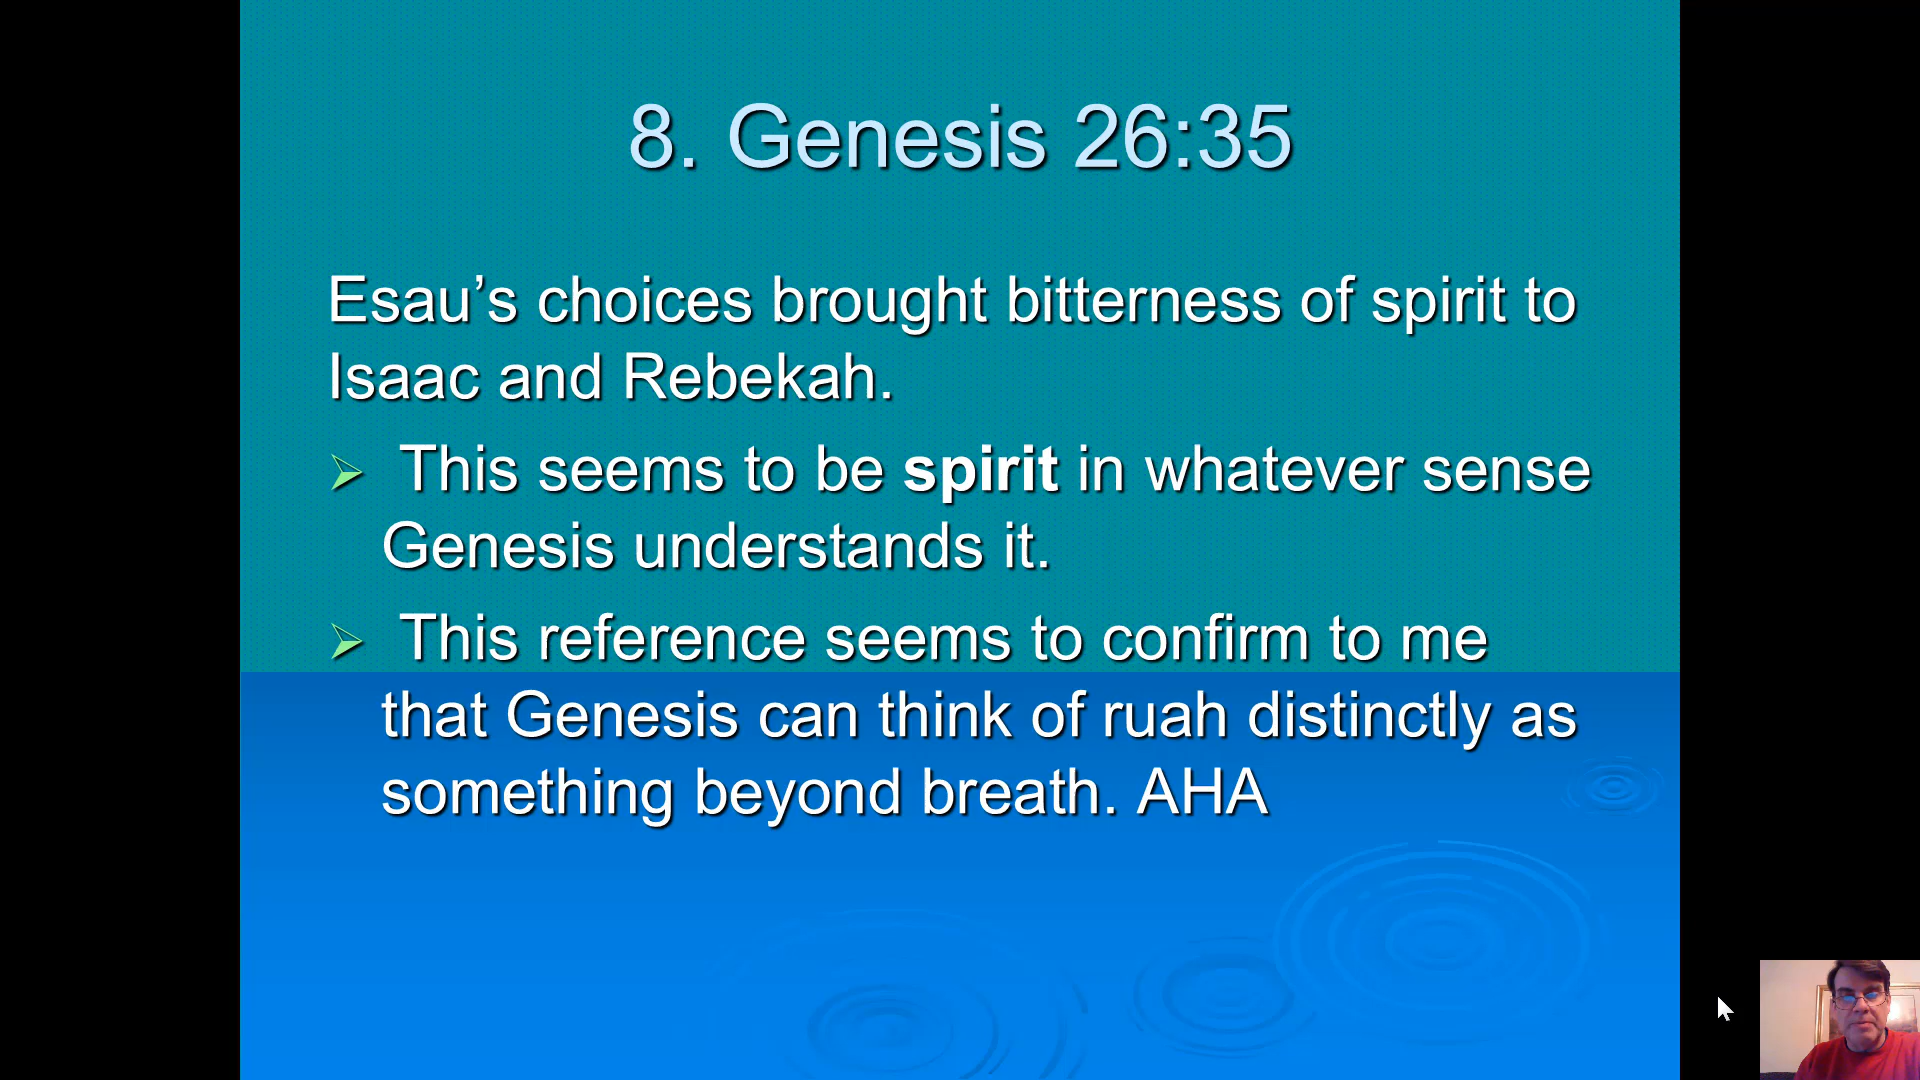 8. Genesis 26:35
Esau’s choices brought bitterness of spirit to
Isaac and Rebekah.
This seems to be spirit in whatever sense
Genesis understands it.
This reference seems to confirm to me
that Genesis can think of ruah distinctly as
something beyond breath. AHA